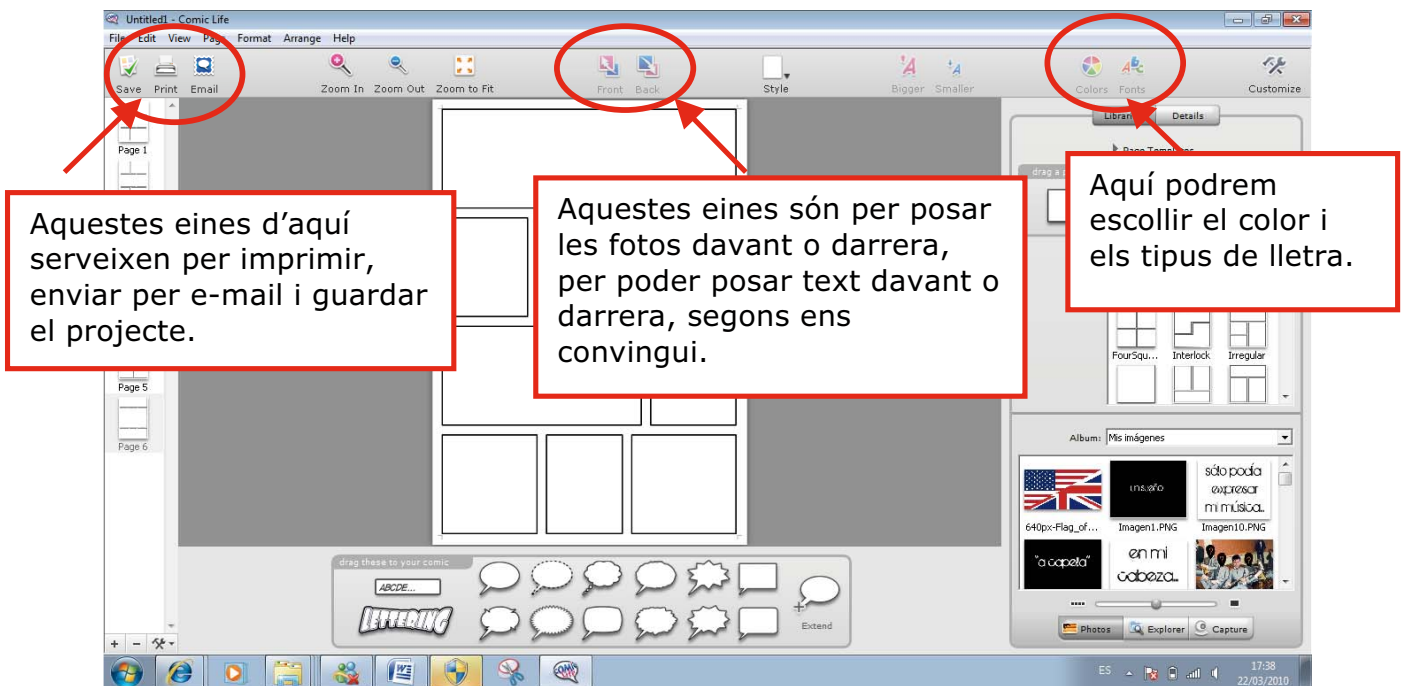 Untitled1 - Comic Life
File Edit View Page Format Arrange Help
Save Print Email Zoom In Zoom Out Zoom to Fit Front Back Style Bigger Smaller Colors Fonts Customize
Library Details
Page Templates
drag a p
Page 1
Aquestes eines d’aquí
serveixen per imprimir,
enviar per e-mail i guardar
el projecte.
Aquestes eines són per posar
les fotos davant o darrera,
per poder posar text davant o
darrera, segons ens
convingui.
Aquí podrem
escollir el color i
els tipus de lletra.
FourSqu... Interlock Irregular
Page 5
Page 6
Album: Mis imágenes
sólo podía
expresar
mi música.
640px-Flag_of... Imagen1.PNG Imagen10.PNG
"a capela"
en mi
cabeza.
drag these to your comic
ABCDE...
LETTERING
Extend
Photos Explorer Capture
ES 17:38
22/03/2010